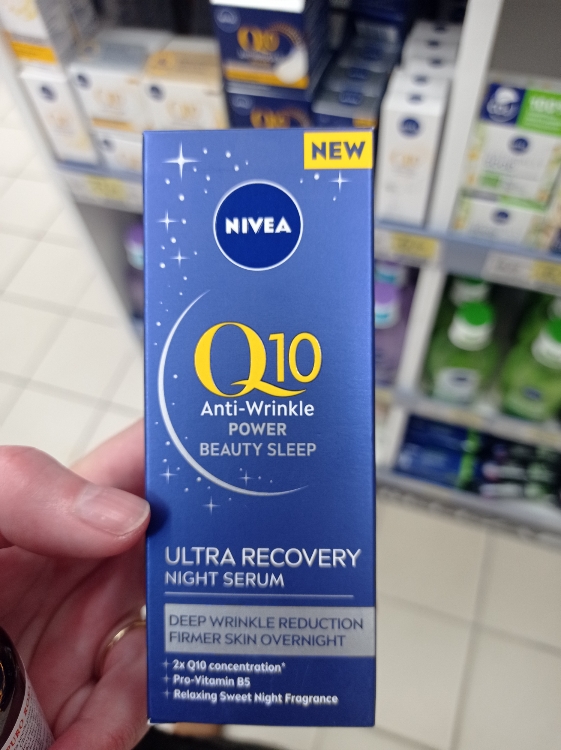 Q10
NEW
NIVEA
Q10
Anti-Wrinkle
POWER
BEAUTY SLEEP
ULTRA RECOVERY
NIGHT SERUM
DEEP WRINKLE REDUCTION
FIRMER SKIN OVERNIGHT
+ 2x Q10 concentration*
+ Pro-Vitamin B5
+ Relaxing Sweet Night Fragrance